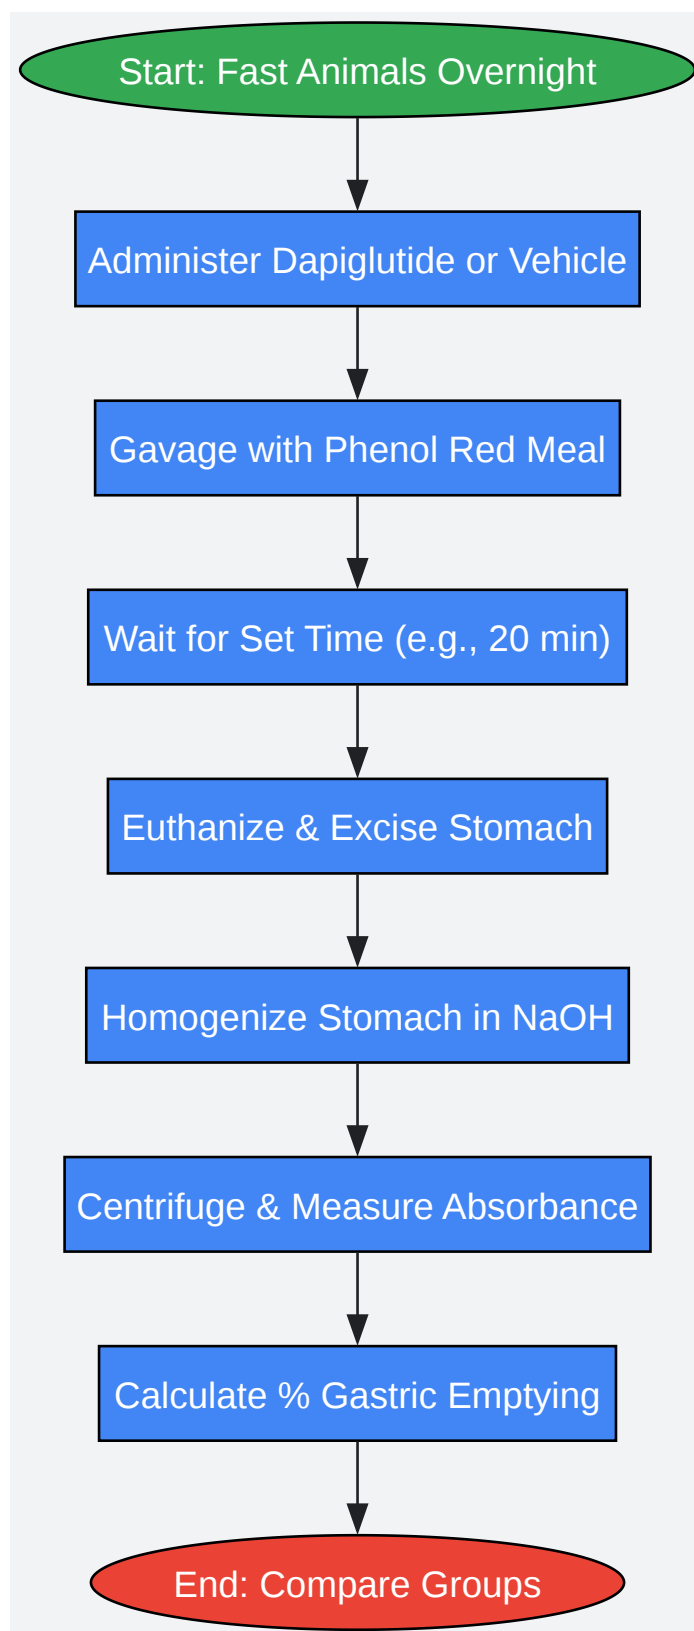 Start: Fast Animals Overnight
Administer Dapiglutide or Vehicle
Gavage with Phenol Red Meal
Wait for Set Time (e.g., 20 min)
Euthanize & Excise Stomach
Homogenize Stomach in NaOH
Centrifuge & Measure Absorbance
Calculate % Gastric Emptying
End: Compare Groups